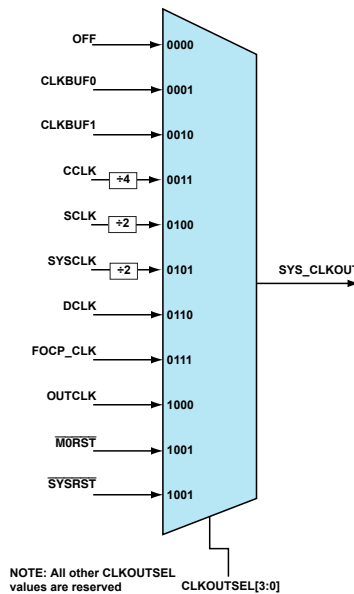 OFF
0000
CLKBUF0
0001
CLKBUF1
0010
CCLK
÷4
0011
SCLK
÷2
0100
SYSCLK
÷2
0101
SYS_CLKOUT
DCLK
0110
FOCP_CLK
0111
OUTCLK
1000
M0RST
1001
SYSRST
1001
NOTE: All other CLKOUTSEL
values are reserved
CLKOUTSEL[3:0]